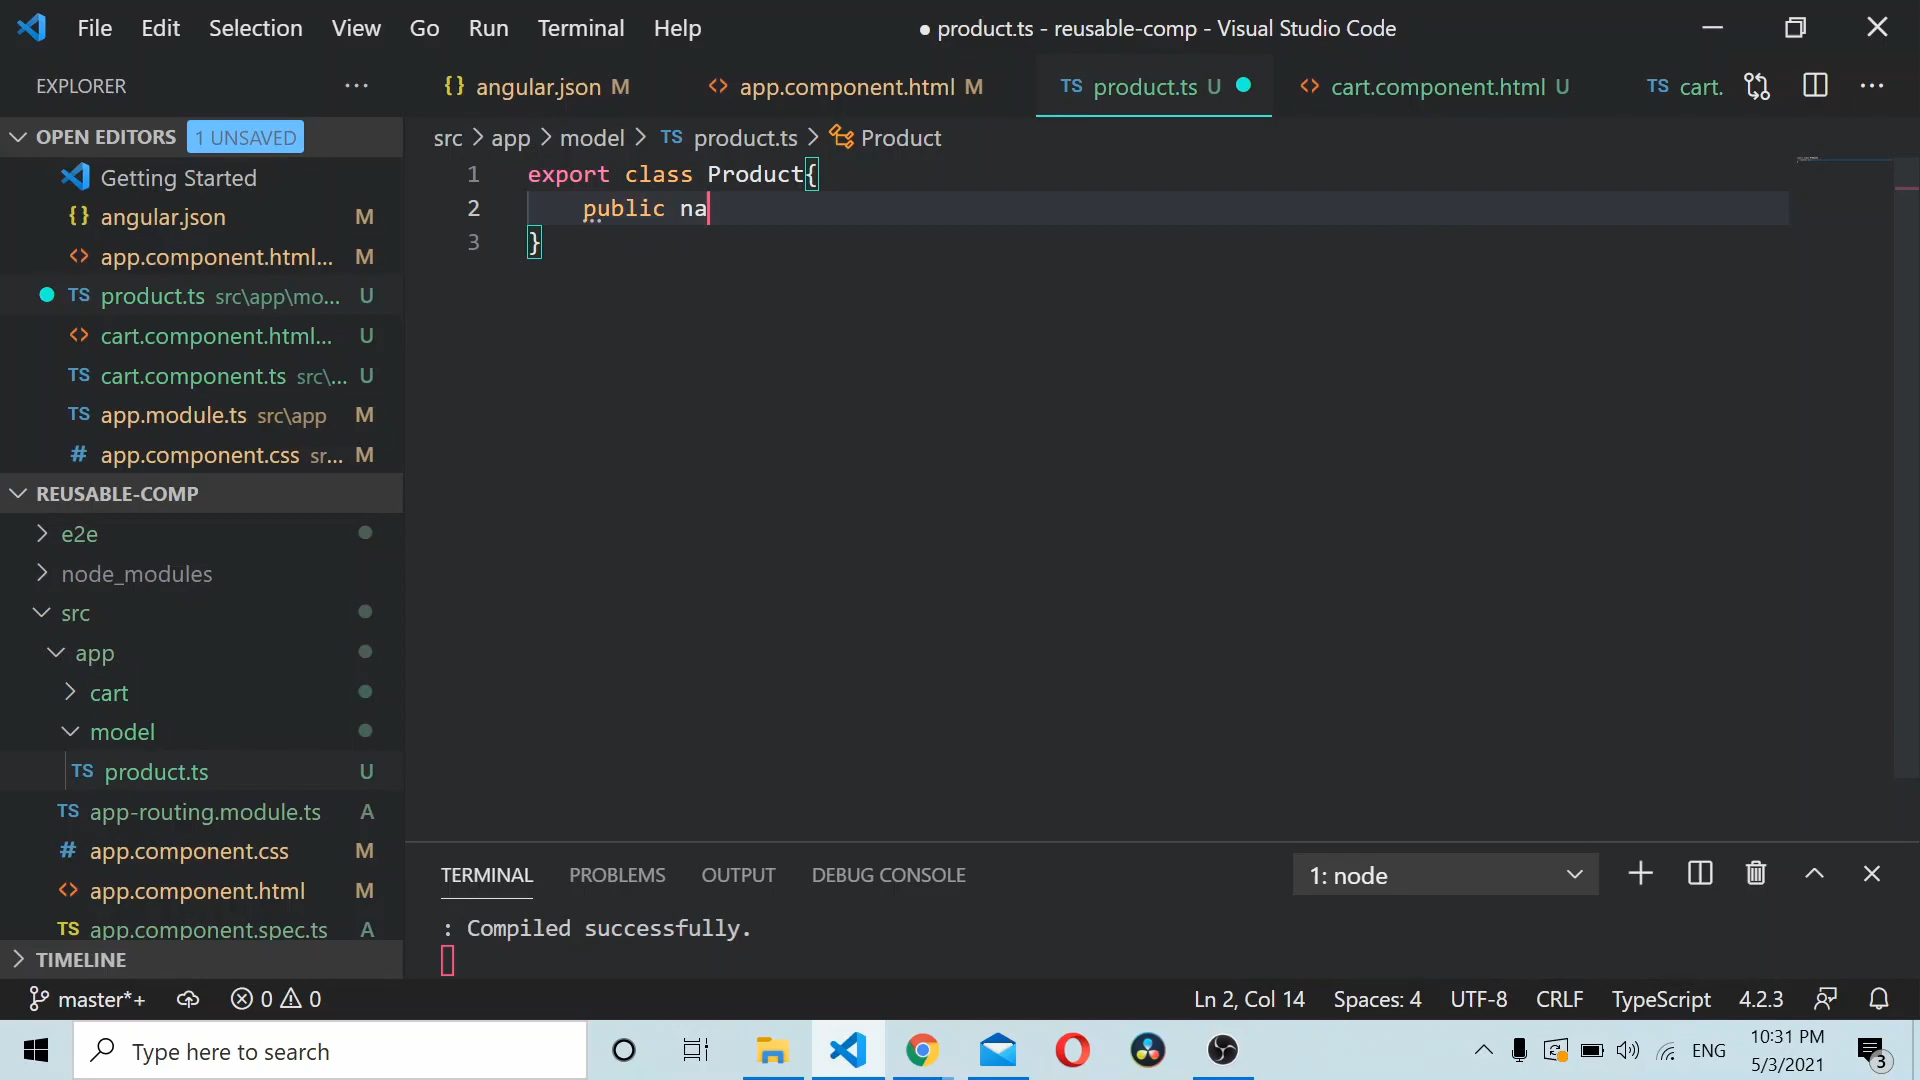 File Edit Selection View Go Run Terminal Help
● product.ts - reusable-comp - Visual Studio Code
EXPLORER
{} angular.json M
<> app.component.html M
TS product.ts U
<> cart.component.html U
TS cart.
OPEN EDITORS 1 UNSAVED
src > app > model > TS product.ts > Product
Getting Started
{} angular.json M
<> app.component.html... M
TS product.ts src\app\mo... U
<> cart.component.html... U
TS cart.component.ts src\... U
TS app.module.ts src\app M
# app.component.css sr... M
1 export class Product{
2 public na
3 }
REUSABLE-COMP
e2e
node_modules
src
app
cart
model
TS product.ts U
TS app-routing.module.ts A
# app.component.css M
<> app.component.html M
TS app.component.spec.ts A
TIMELINE
TERMINAL PROBLEMS OUTPUT DEBUG CONSOLE
1: node
: Compiled successfully.
master*+ 0 0
Ln 2, Col 14 Spaces: 4 UTF-8 CRLF TypeScript 4.2.3
Type here to search
ENG
10:31 PM
5/3/2021
3